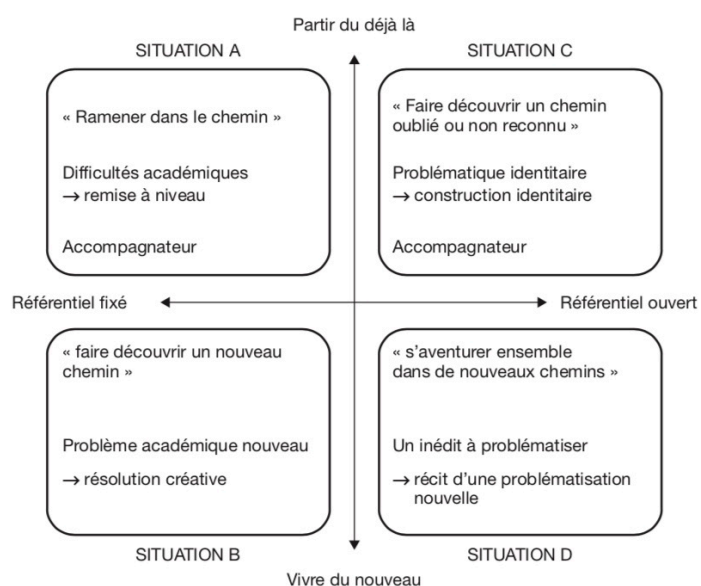 Partir du déjà là
SITUATION A
« Ramener dans le chemin »
Difficultés académiques
→ remise à niveau
Accompagnateur
SITUATION C
« Faire découvrir un chemin
oublié ou non reconnu »
Problématique identitaire
→ construction identitaire
Accompagnateur
Référentiel fixé
Référentiel ouvert
« faire découvrir un nouveau
chemin »
Problème académique nouveau
→ résolution créative
SITUATION B
« s’aventurer ensemble
dans de nouveaux chemins »
Un inédit à problématiser
→ récit d’une problématisation
nouvelle
SITUATION D
Vivre du nouveau